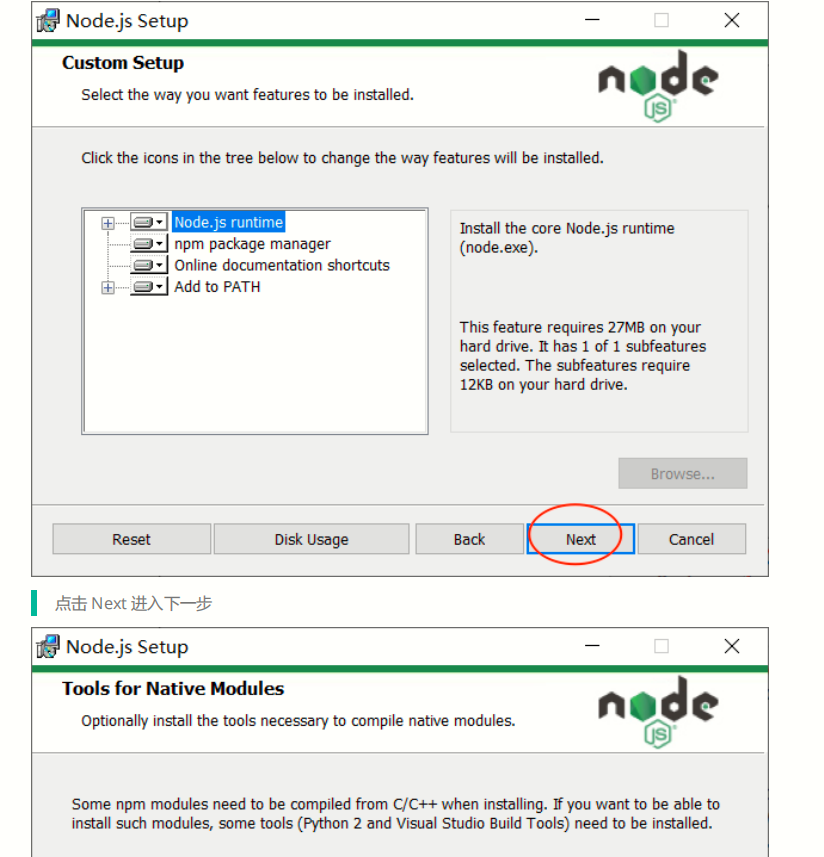 Node.js Setup
Custom Setup
Select the way you want features to be installed.
node
JS
Click the icons in the tree below to change the way features will be installed.
Node.js runtime
npm package manager
Online documentation shortcuts
Add to PATH
Install the core Node.js runtime
(node.exe).
This feature requires 27MB on your
hard drive. It has 1 of 1 subfeatures
selected. The subfeatures require
12KB on your hard drive.
Browse...
Reset
Disk Usage
Back
Next
Cancel
点击 Next 进入下一步
Node.js Setup
Tools for Native Modules
Optionally install the tools necessary to compile native modules.
node
JS
Some npm modules need to be compiled from C/C++ when installing. If you want to be able to
install such modules, some tools (Python 2 and Visual Studio Build Tools) need to be installed.